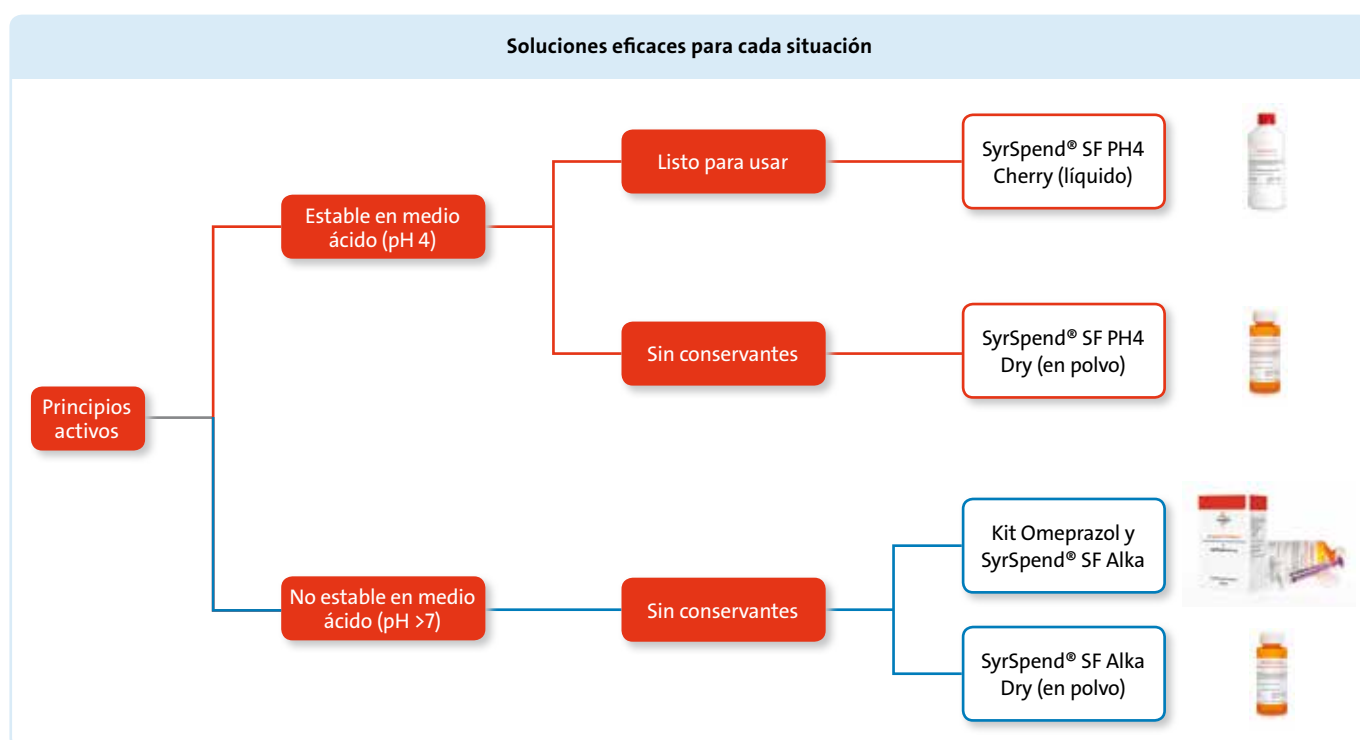 Soluciones eficaces para cada situación
Listo para usar
SyrSpend® SF PH4
Cherry (líquido)
Estable en medio
ácido (pH 4)
Sin conservantes
SyrSpend® SF PH4
Dry (en polvo)
Principios
activos
Kit Omeprazol y
SyrSpend® SF Alka
No estable en medio
ácido (pH >7)
Sin conservantes
SyrSpend® SF Alka
Dry (en polvo)